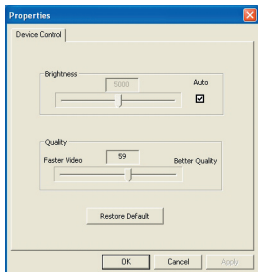 Properties
Device Control
Brightness
5000
Auto
Quality
Faster Video
59
Better Quality
Restore Default
OK
Cancel
Apply